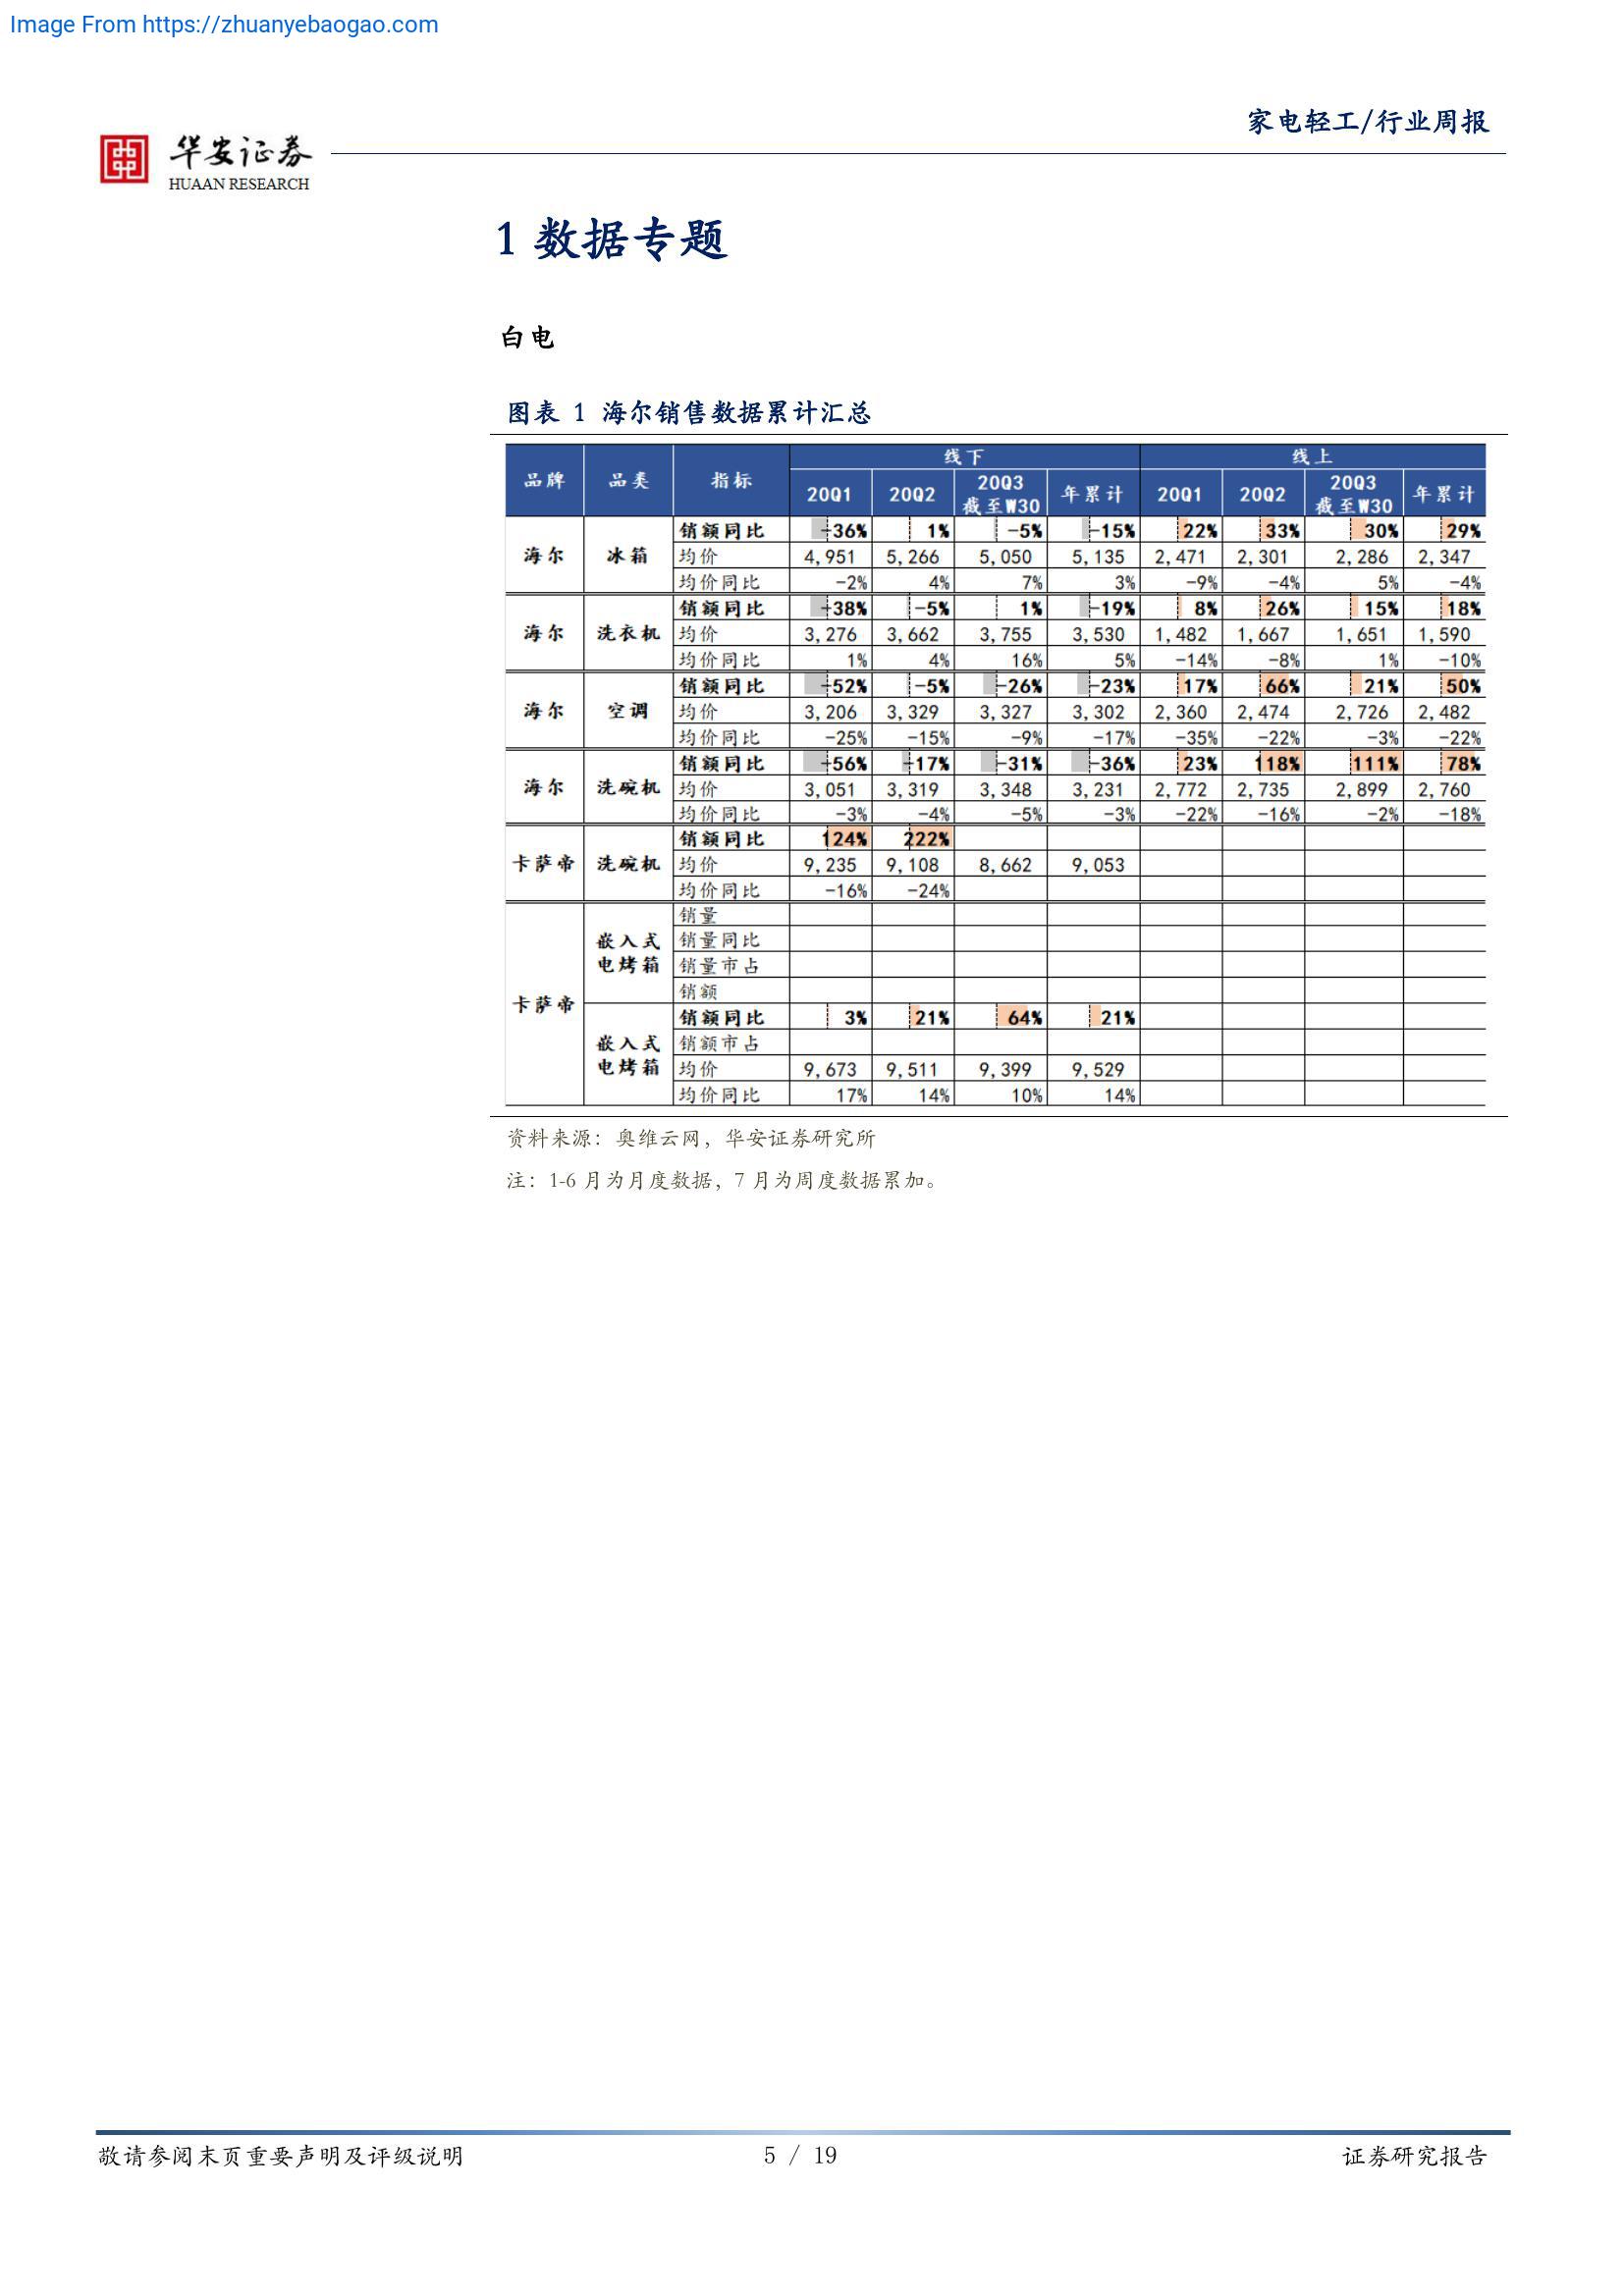 Image From https://zhuanyebaogao.com
家电轻工/行业周报
华安证券
HUAAN RESEARCH
1 数据专题
白电
图表 1 海尔销售数据累计汇总
品牌 品类 指标 线下 线上
20Q1 20Q2 20Q3 截至W30 年累计 20Q1 20Q2 20Q3 截至W30 年累计
海尔 冰箱 销额同比 -36% 1% -5% -15% 22% 33% 30% 29%
均价 4,951 5,266 5,050 5,135 2,471 2,301 2,286 2,347
均价同比 -2% 4% 7% 3% -9% -4% 5% -4%
海尔 洗衣机 销额同比 -38% -5% 1% -19% 8% 26% 15% 18%
均价 3,276 3,662 3,755 3,530 1,482 1,667 1,651 1,590
均价同比 1% 4% 16% 5% -14% -8% 1% -10%
海尔 空调 销额同比 -52% -5% -26% -23% 17% 66% 21% 50%
均价 3,206 3,329 3,327 3,302 2,360 2,474 2,726 2,482
均价同比 -25% -15% -9% -17% -35% -22% -3% -22%
海尔 洗碗机 销额同比 -56% -17% -31% -36% 23% 118% 111% 78%
均价 3,051 3,319 3,348 3,231 2,772 2,735 2,899 2,760
均价同比 -3% -4% -5% -3% -22% -16% -2% -18%
卡萨帝 洗碗机 销额同比 124% 222%
均价 9,235 9,108 8,662 9,053
均价同比 -16% -24%
卡萨帝 嵌入式电烤箱 销量
销量同比
销量市占
销额
嵌入式电烤箱 销额同比 3% 21% 64% 21%
销额市占
均价 9,673 9,511 9,399 9,529
均价同比 17% 14% 10% 14%
资料来源：奥维云网，华安证券研究所
注：1-6 月为月度数据，7 月为周度数据累加。
敬请参阅末页重要声明及评级说明 5 / 19 证券研究报告